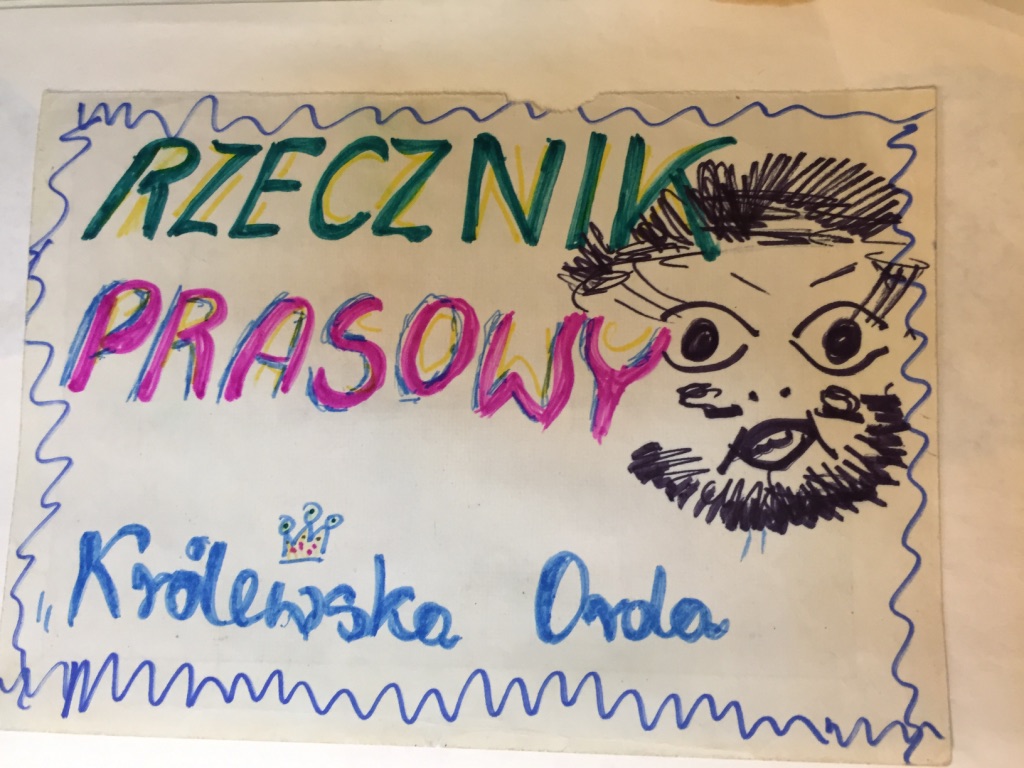 RZECZNIK
PRASOWY
„Królewska Orda